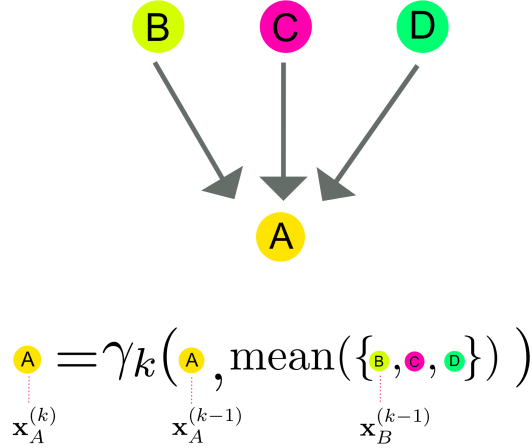 B C D
A
A = γₖ( A , mean({ B , C , D }) )
𝐱_A^(k) 𝐱_A^(k−1) 𝐱_B^(k−1)